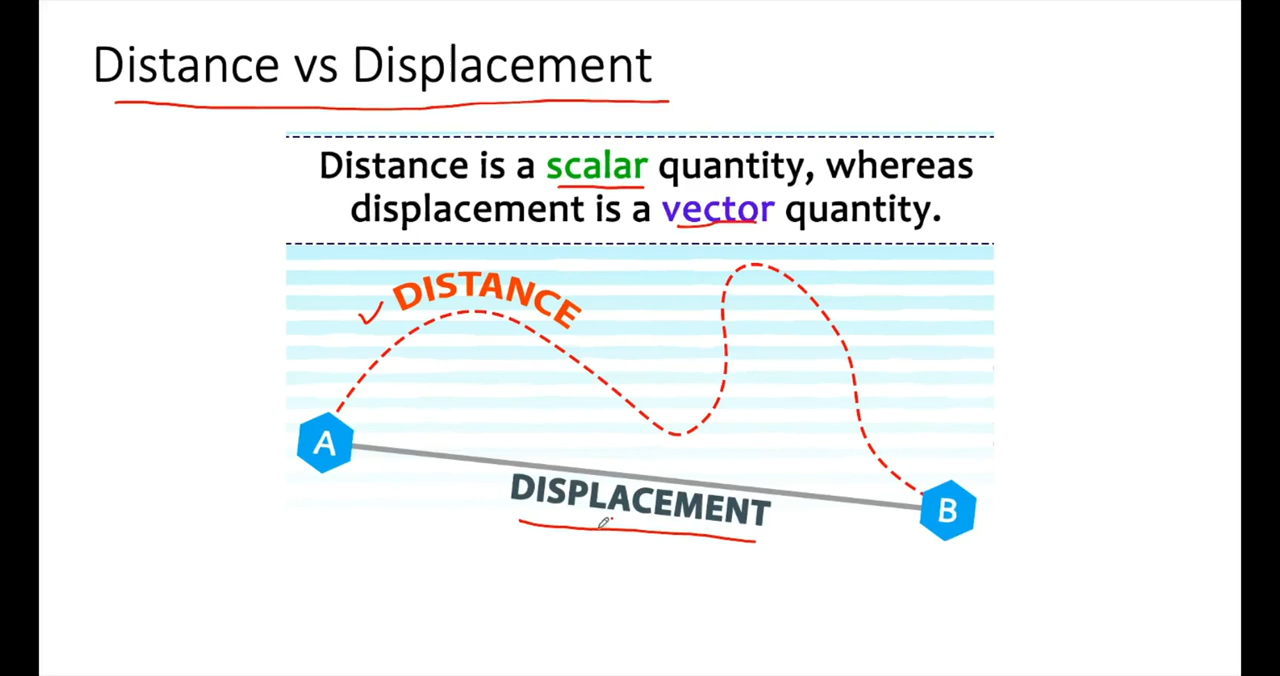 Distance vs Displacement
Distance is a scalar quantity, whereas
displacement is a vector quantity.
DISTANCE
A
DISPLACEMENT
B